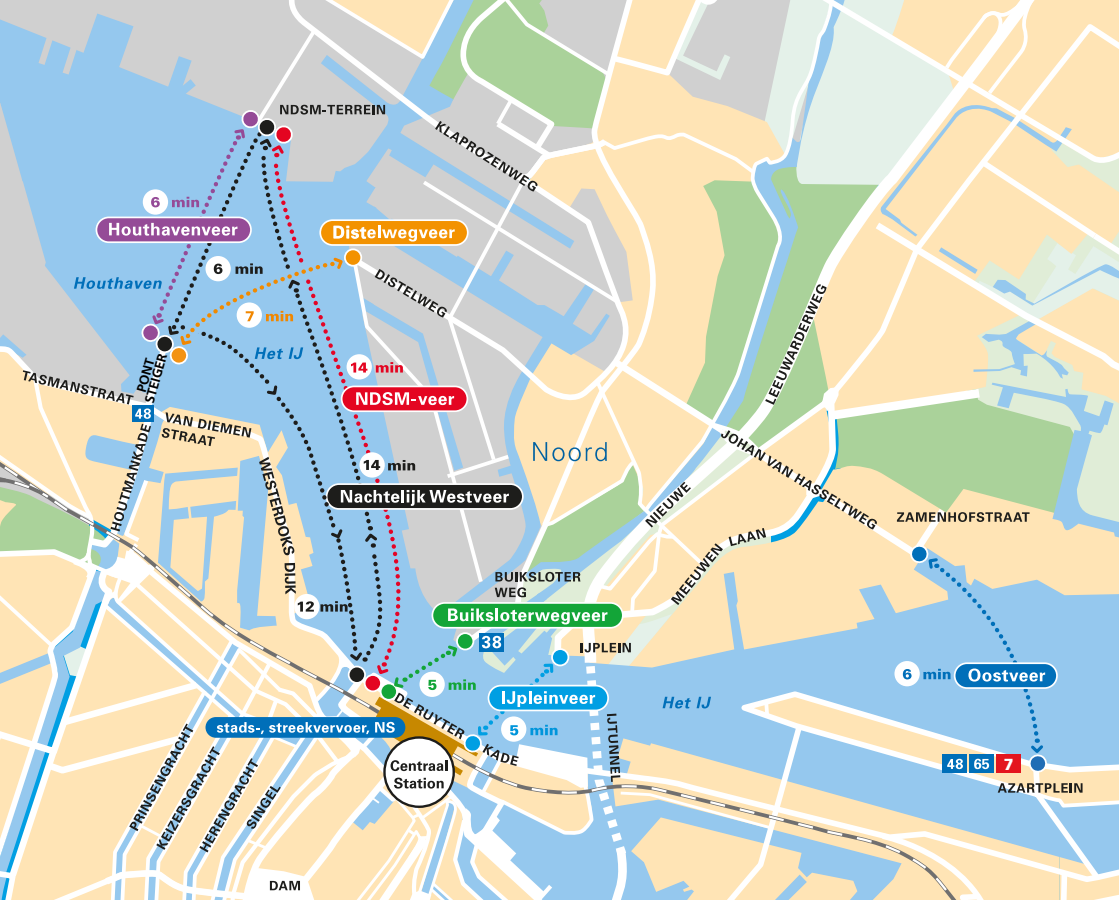 NDSM-TERREIN
KLAPROZENWEG
6 min
Houthavenveer
Distelwegveer
6 min
Houthaven
DISTELWEG
7 min
Het IJ
LEEUWARDERWEG
14 min
NDSM-veer
TASMANSTRAAT
PONT
STEIGER
48
VAN DIEMEN
STRAAT
HOUTMANKADE
Noord
JOHAN VAN HASSELTWEG
14 min
Nachtelijk Westveer
WESTERDOKS DIJK
NIEUWE
LEEUWARDERWEG
MEEUWEN LAAN
ZAMENHOFSTRAAT
12 min
BUIKSLOTER
WEG
Buiksloterwegveer
38
IJPLEIN
5 min
IJpleinveer
Het IJ
6 min
Oostveer
DE RUYTER KADE
stads-, streekvervoer, NS
5 min
IJTUNNEL
Centraal
Station
48 65 7
AZARTPLEIN
PRINSENGRACHT
KEIZERSGRACHT
HERENGRACHT
SINGEL
DAM